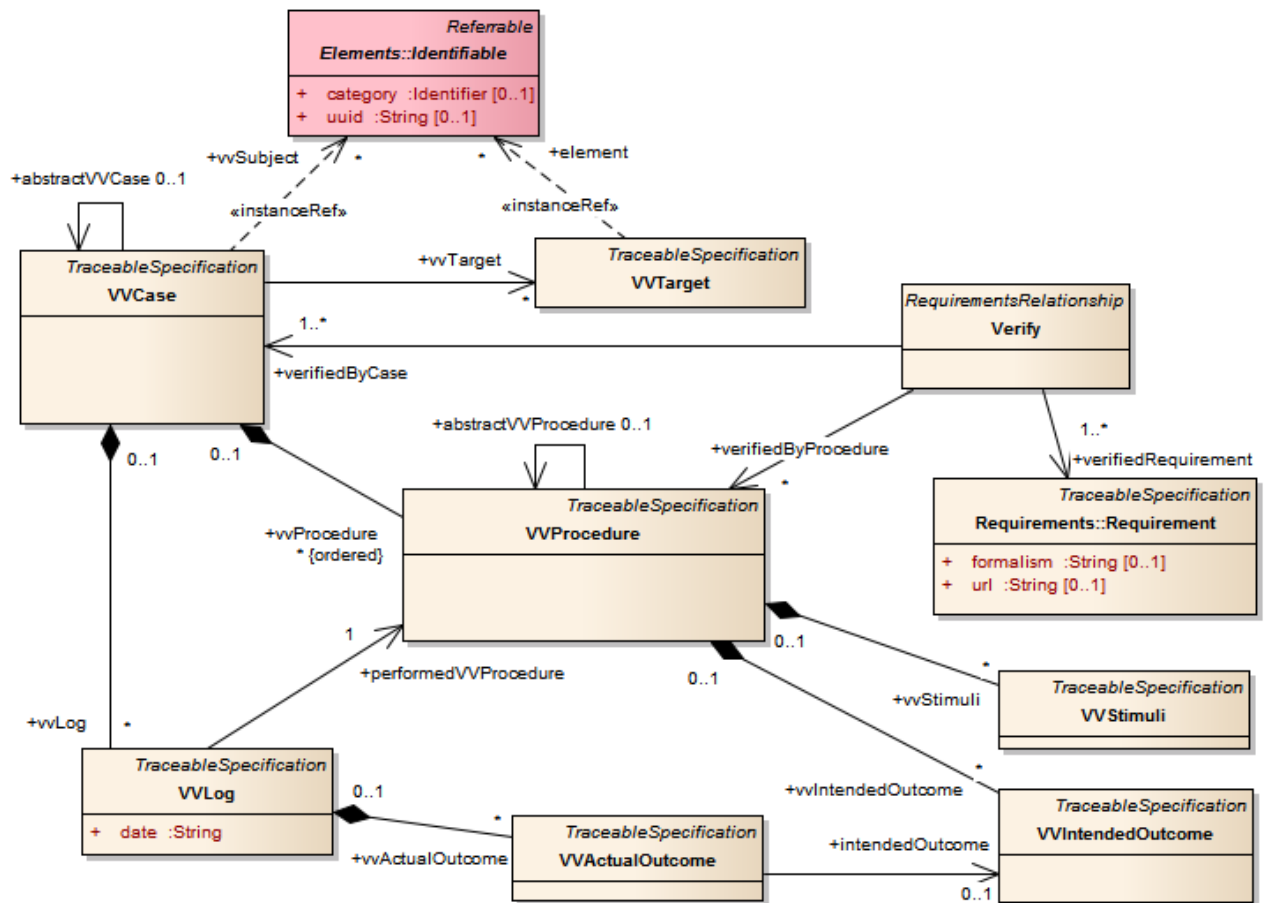 Referrable
Elements::Identifiable
+ category :Identifier [0..1]
+ uuid :String [0..1]
+vvSubject
*
*
+element
+abstractVVCase 0..1
«instanceRef»
«instanceRef»
TraceableSpecification
VVCase
+vvTarget
*
TraceableSpecification
VVTarget
RequirementsRelationship
Verify
1..*
+verifiedByCase
+abstractVVProcedure 0..1
+verifiedByProcedure
*
1..*
+verifiedRequirement
0..1
0..1
TraceableSpecification
VVProcedure
+vvProcedure
* {ordered}
TraceableSpecification
Requirements::Requirement
+ formalism :String [0..1]
+ url :String [0..1]
1
+performedVVProcedure
0..1
0..1
+vvStimuli
*
TraceableSpecification
VVStimuli
+vvLog
*
TraceableSpecification
VVLog
+ date :String
0..1
*
+vvActualOutcome
TraceableSpecification
VVActualOutcome
+vvIntendedOutcome
*
+intendedOutcome
0..1
TraceableSpecification
VVIntendedOutcome